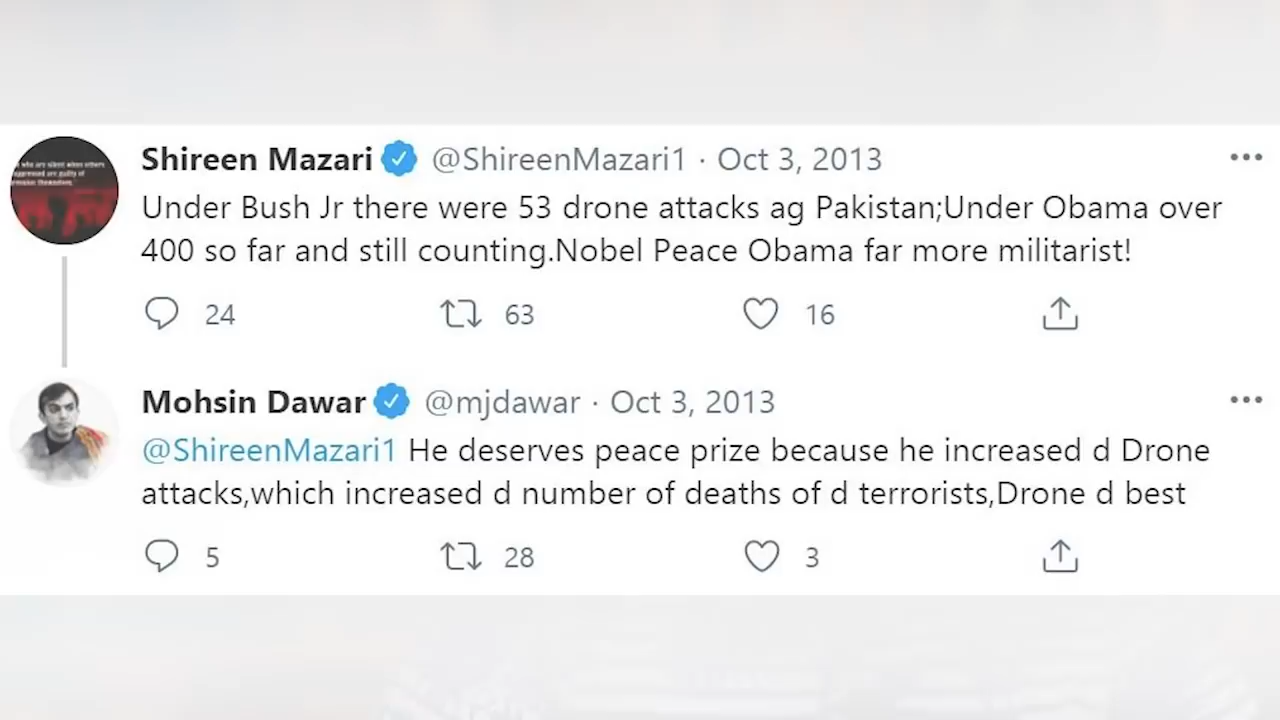 Shireen Mazari @ShireenMazari1 · Oct 3, 2013
Under Bush Jr there were 53 drone attacks ag Pakistan;Under Obama over
400 so far and still counting.Nobel Peace Obama far more militarist!
24 63 16
Mohsin Dawar @mjdawar · Oct 3, 2013
@ShireenMazari1 He deserves peace prize because he increased d Drone
attacks,which increased d number of deaths of d terrorists,Drone d best
5 28 3